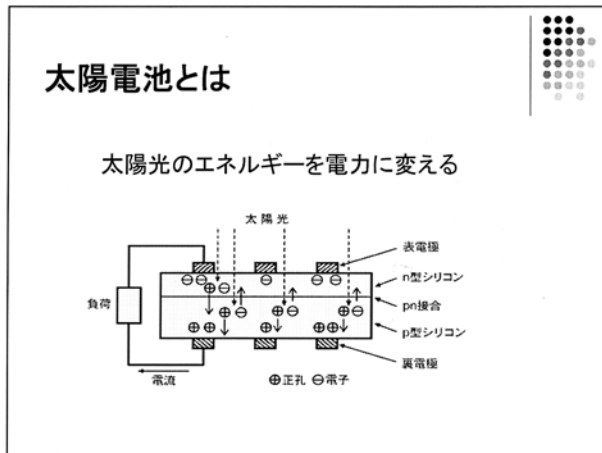 太陽電池とは
太陽光のエネルギーを電力に変える
太陽光
表電極
n型シリコン
pn接合
p型シリコン
裏電極
負荷
電流
⊕正孔 ⊖電子